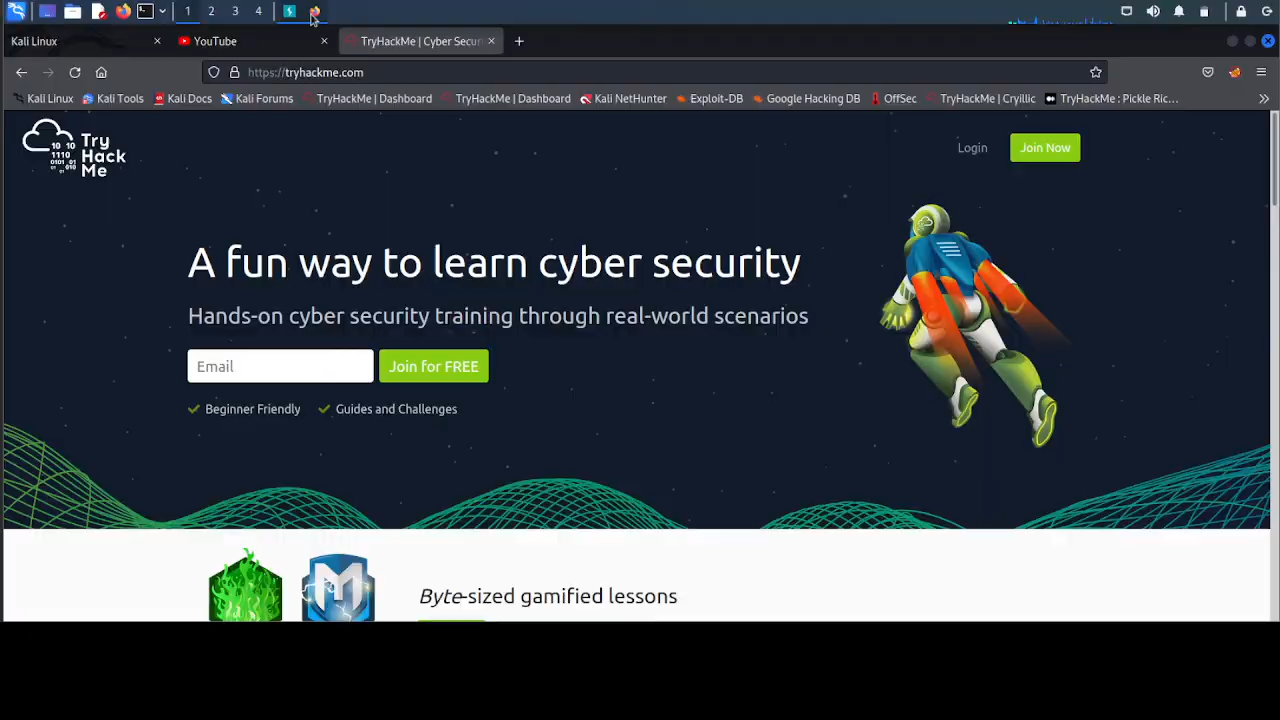 1 2 3 4
Kali Linux YouTube TryHackMe | Cyber Secur
https://tryhackme.com
Kali Linux Kali Tools Kali Docs Kali Forums TryHackMe | Dashboard TryHackMe | Dashboard Kali NetHunter Exploit-DB Google Hacking DB OffSec TryHackMe | Cryillic TryHackMe : Pickle Ric...
Try
Hack
Me
Login Join Now
A fun way to learn cyber security
Hands-on cyber security training through real-world scenarios
Email Join for FREE
Beginner Friendly Guides and Challenges
Byte-sized gamified lessons